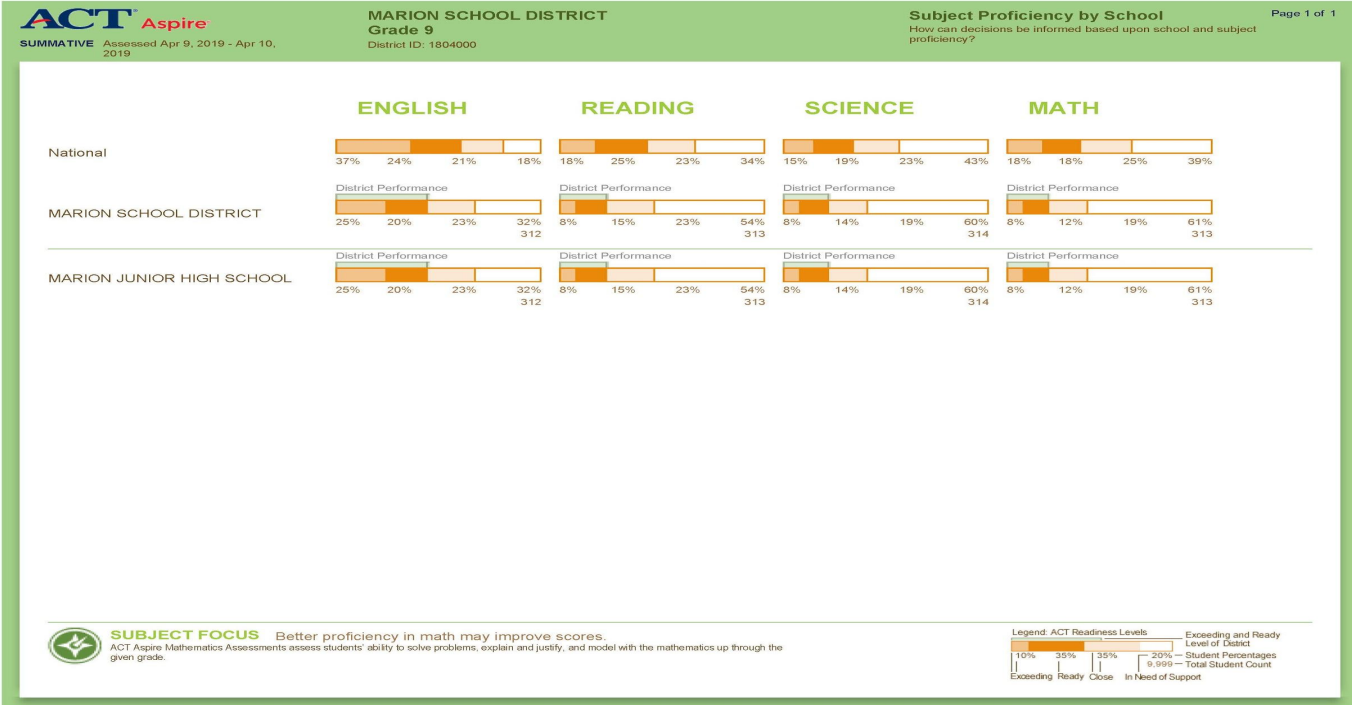 ACT® Aspire®
SUMMATIVE Assessed Apr 9, 2019 - Apr 10, 2019
MARION SCHOOL DISTRICT
Grade 9
District ID: 1804000
Subject Proficiency by School
How can decisions be informed based upon school and subject
proficiency?
Page 1 of 1
ENGLISH READING SCIENCE MATH
National
37% 24% 21% 18% 18% 25% 23% 34% 15% 19% 23% 43% 18% 18% 25% 39%
District Performance District Performance District Performance District Performance
MARION SCHOOL DISTRICT
25% 20% 23% 32% 8% 15% 23% 54% 8% 14% 19% 60% 8% 12% 19% 61%
312 313 314 313
District Performance District Performance District Performance District Performance
MARION JUNIOR HIGH SCHOOL
25% 20% 23% 32% 8% 15% 23% 54% 8% 14% 19% 60% 8% 12% 19% 61%
312 313 314 313
SUBJECT FOCUS Better proficiency in math may improve scores.
ACT Aspire Mathematics Assessments assess students' ability to solve problems, explain and justify, and model with the mathematics up through the
given grade.
Legend: ACT Readiness Levels
Exceeding and Ready
Level of District
10% 35% 35% 20% Student Percentages
9,999 Total Student Count
Exceeding Ready Close In Need of Support